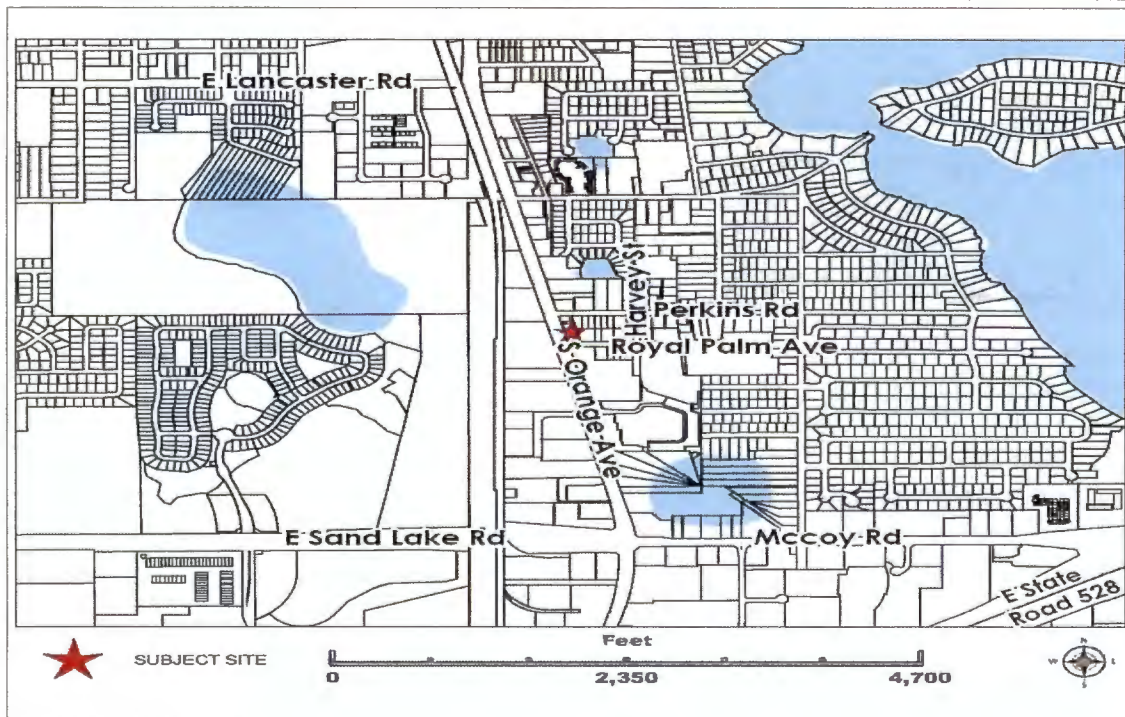 E Lancaster Rd
Harvey St
Perkins Rd
Royal Palm Ave
S Orange Ave
E Sand Lake Rd
Mccoy Rd
E State
Road 528
SUBJECT SITE
Feet
0 2,350 4,700
N
W
S